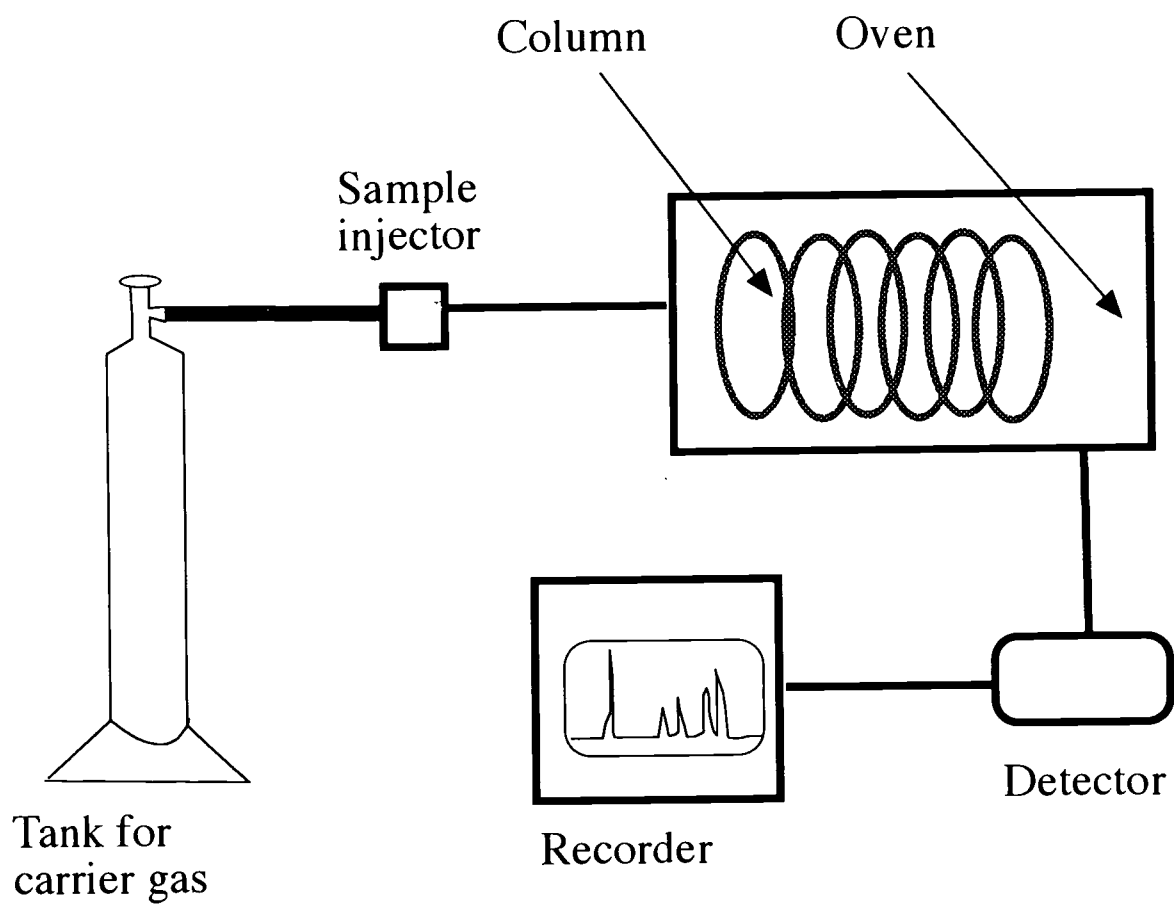 Column
Oven
Sample
injector
Detector
Recorder
Tank for
carrier gas